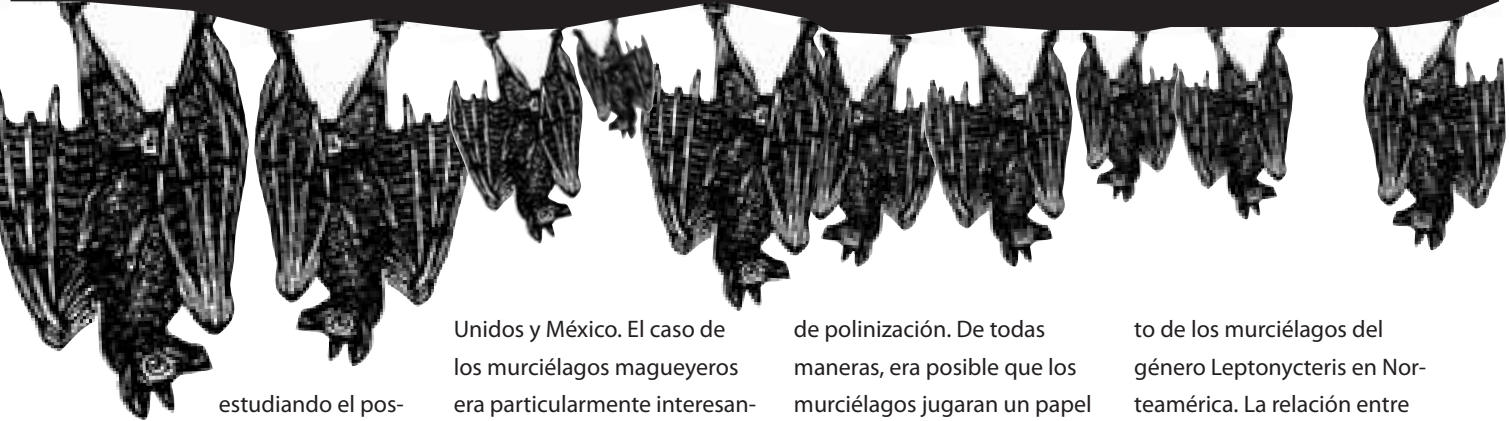 estudiando el pos-
Unidos y México. El caso de
los murciélagos magueyeros
era particularmente interesan-
de polinización. De todas
maneras, era posible que los
murciélagos jugaran un papel
to de los murciélagos del
género Leptonycteris en Nor-
teamérica. La relación entre